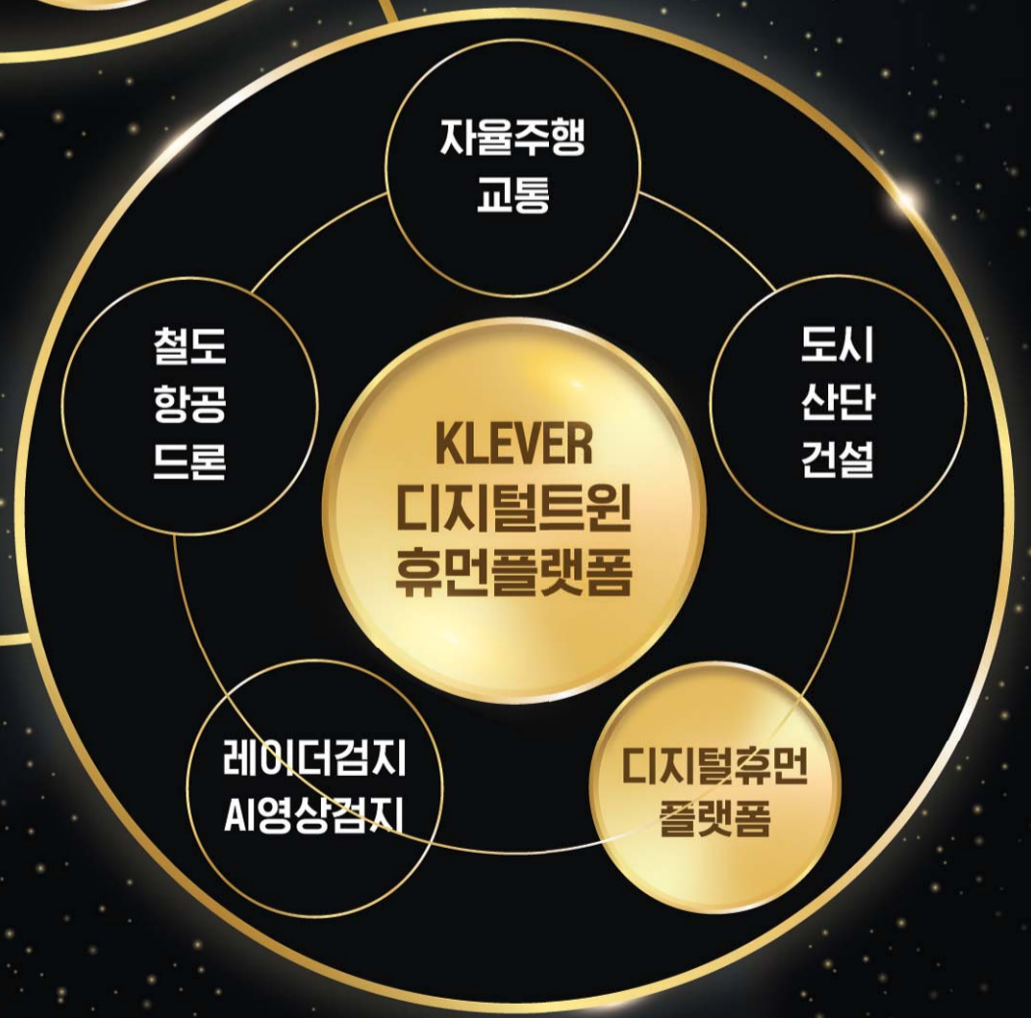 자율주행
교통
철도
항공
드론
도시
산단
건설
KLEVER
디지털트윈
휴먼플랫폼
레이더검지
AI영상검지
디지털휴먼
플랫폼